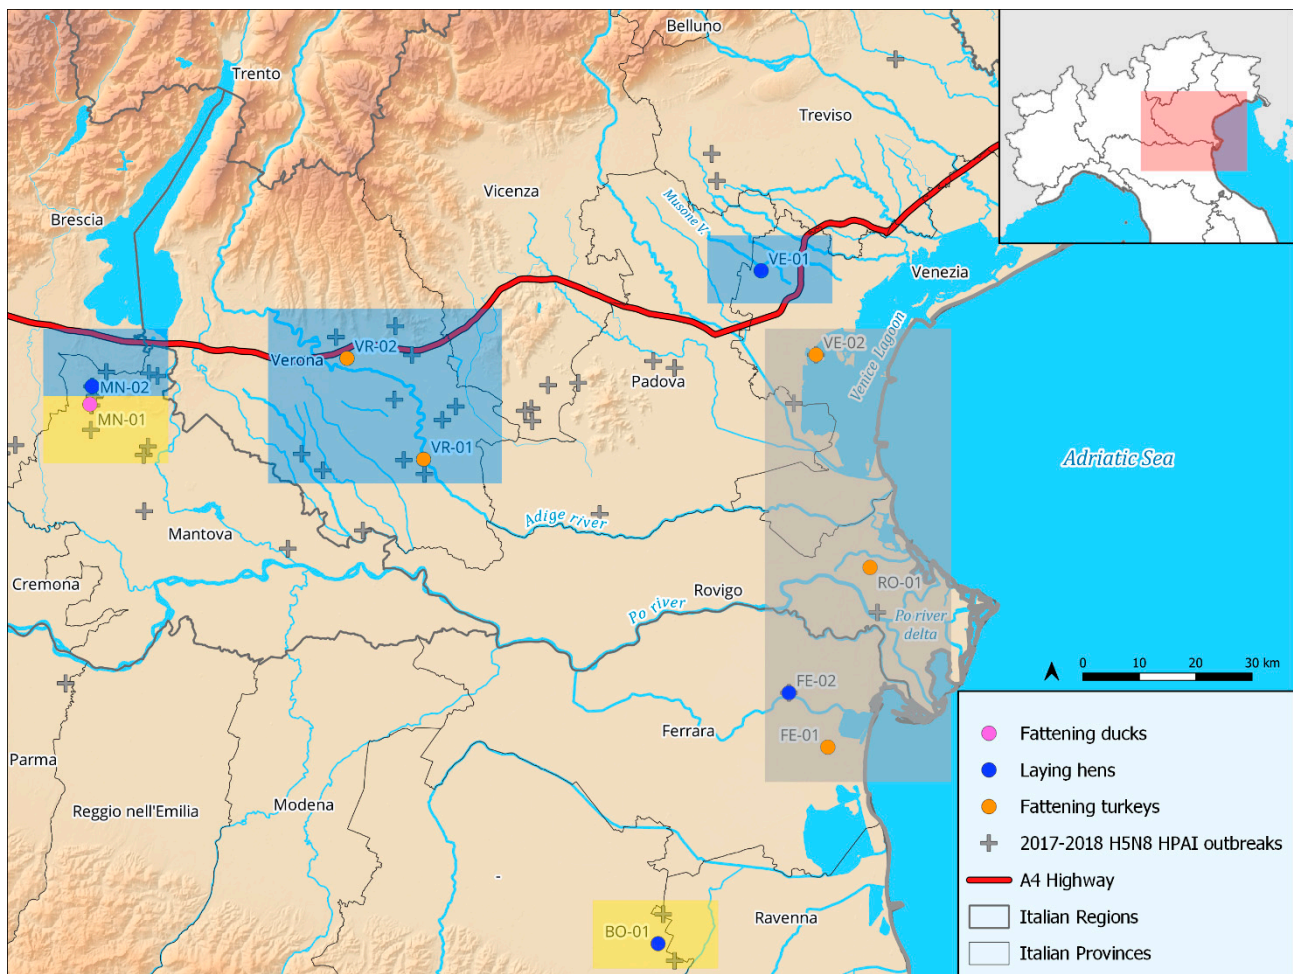 Belluno
Trento
Treviso
Vicenza
Musone V.
Brescia
VE-01
Venezia
VR-02
Verona
VE-02
Venice Lagoon
Padova
MN-02
MN-01
VR-01
Adriatic Sea
Adige river
Mantova
RO-01
Cremona
Rovigo
Po river
Po river
delta
0 10 20 30 km
FE-02
Ferrara
FE-01
Parma
Reggio nell'Emilia
Modena
BO-01
Ravenna
Fattening ducks
Laying hens
Fattening turkeys
2017-2018 H5N8 HPAI outbreaks
A4 Highway
Italian Regions
Italian Provinces